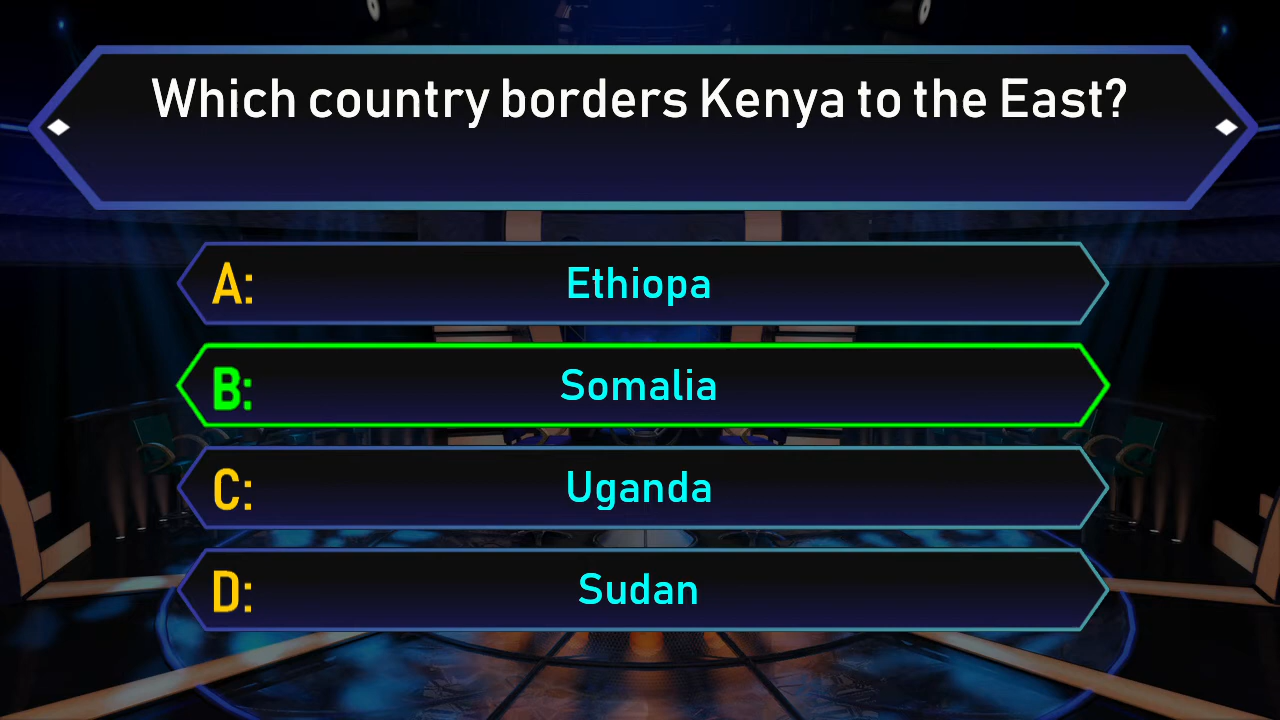 Which country borders Kenya to the East?
A: Ethiopa
B: Somalia
C: Uganda
D: Sudan